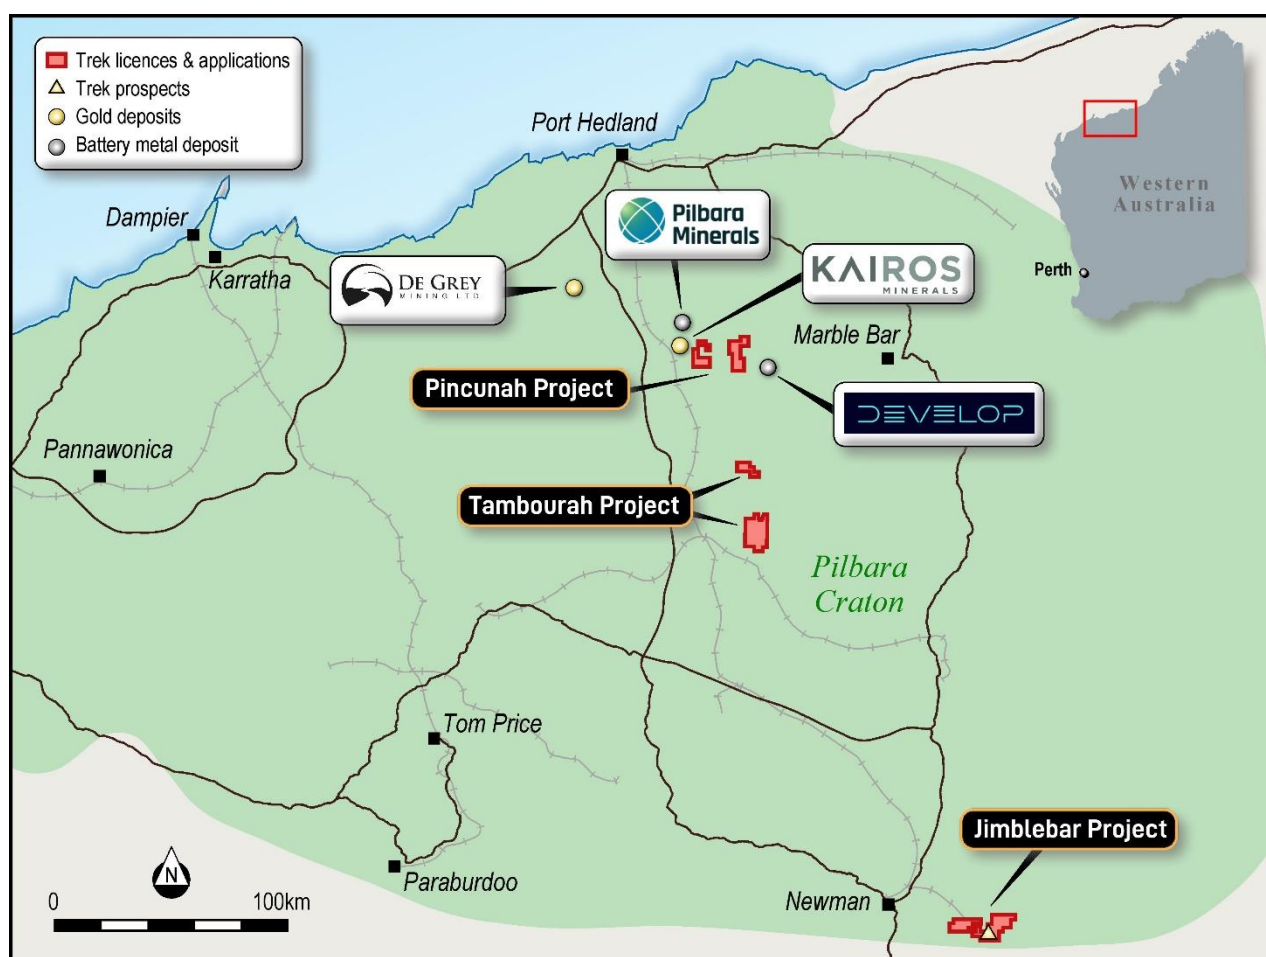 Trek licences & applications
Trek prospects
Gold deposits
Battery metal deposit
Port Hedland
Western
Australia
Perth
Dampier
Karratha
Pilbara
Minerals
DE GREY
MINING LTD
KAIROS
MINERALS
Marble Bar
Pincunah Project
DEVELOP
Pannawonica
Tambourah Project
Pilbara
Craton
Tom Price
Jimblebar Project
Paraburdoo
Newman
N
0 100km